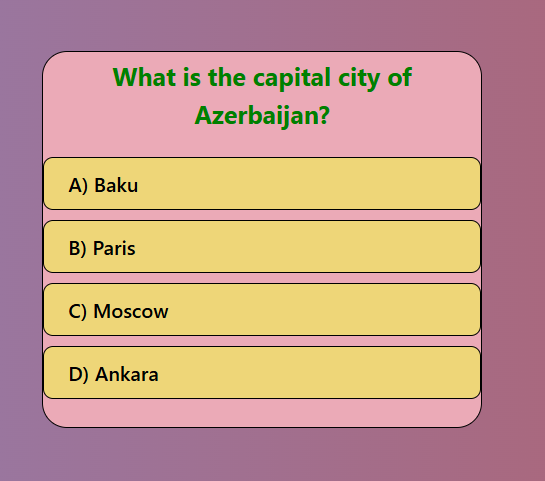 What is the capital city of
Azerbaijan?
A) Baku
B) Paris
C) Moscow
D) Ankara